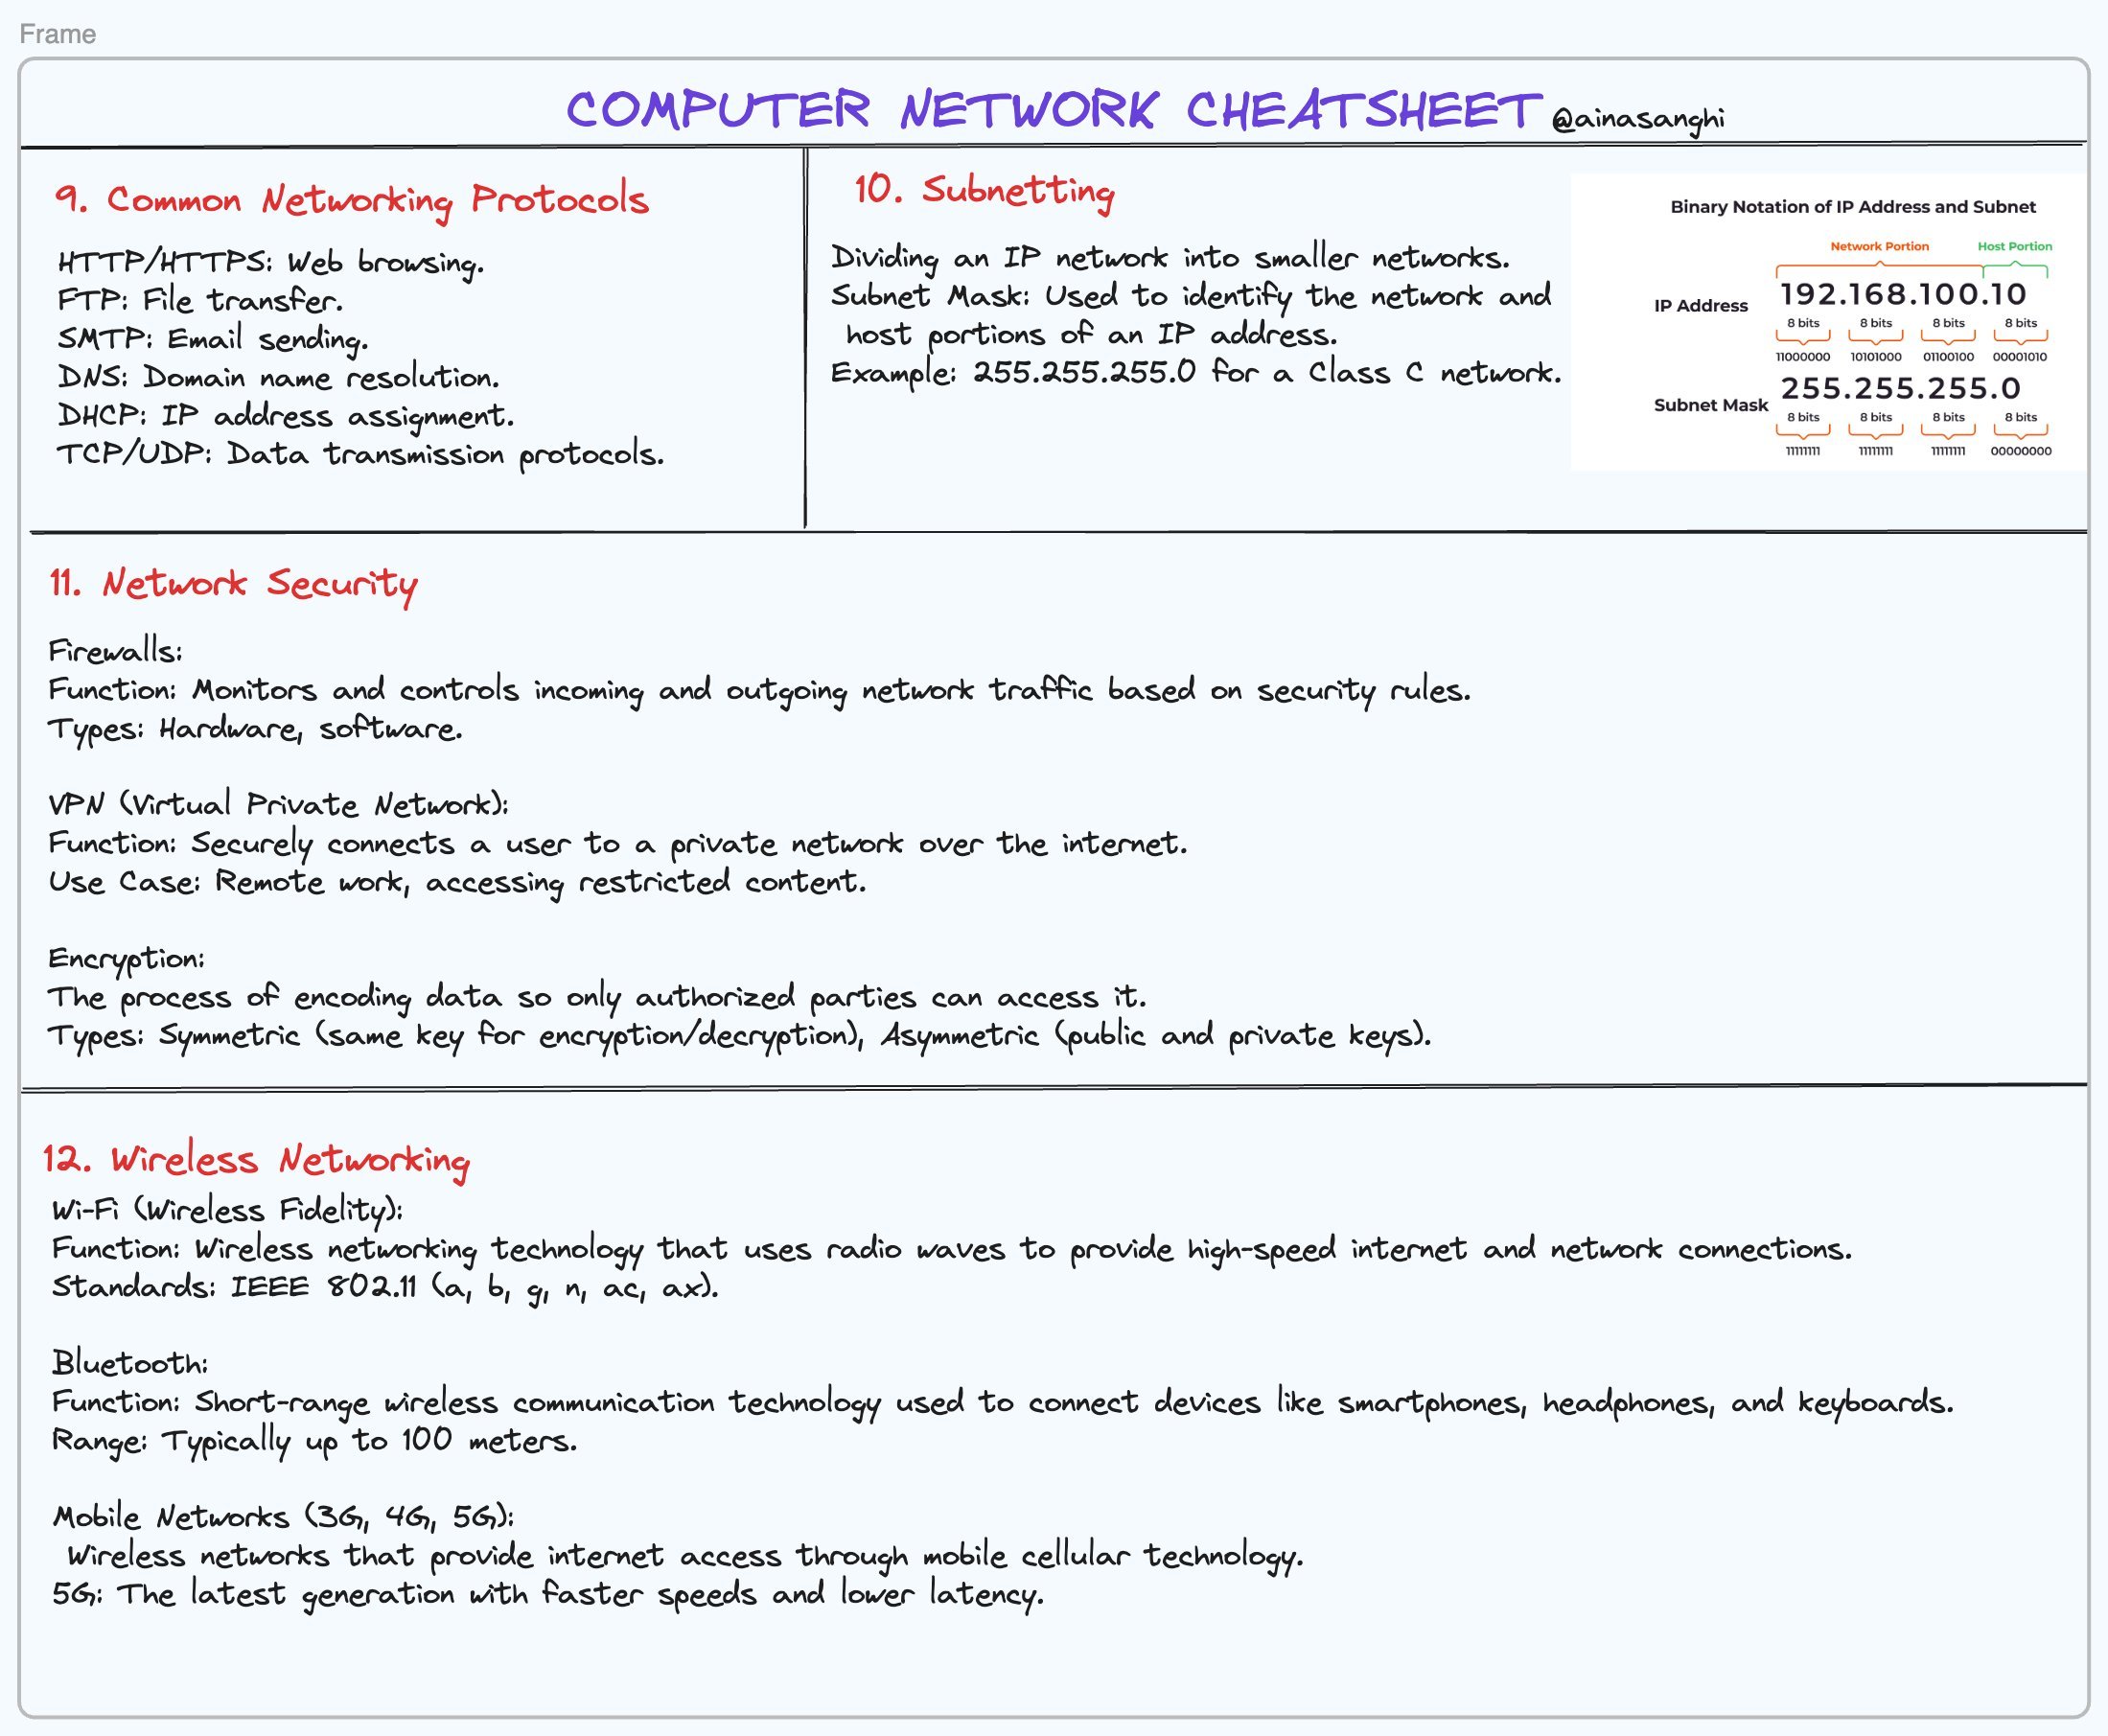 Frame
COMPUTER NETWORK CHEATSHEET @ainasanghi
9. Common Networking Protocols
HTTP/HTTPS: Web browsing.
FTP: File transfer.
SMTP: Email sending.
DNS: Domain name resolution.
DHCP: IP address assignment.
TCP/UDP: Data transmission protocols.
10. Subnetting
Dividing an IP network into smaller networks.
Subnet Mask: Used to identify the network and
host portions of an IP address.
Example: 255.255.255.0 for a Class C network.
Binary Notation of IP Address and Subnet
Network Portion Host Portion
IP Address 192.168.100.10
8 bits 8 bits 8 bits 8 bits
11000000 10101000 01100100 00001010
Subnet Mask 255.255.255.0
8 bits 8 bits 8 bits 8 bits
11111111 11111111 11111111 00000000
11. Network Security
Firewalls:
Function: Monitors and controls incoming and outgoing network traffic based on security rules.
Types: Hardware, software.
VPN (Virtual Private Network):
Function: Securely connects a user to a private network over the internet.
Use Case: Remote work, accessing restricted content.
Encryption:
The process of encoding data so only authorized parties can access it.
Types: Symmetric (same key for encryption/decryption), Asymmetric (public and private keys).
12. Wireless Networking
Wi-Fi (Wireless Fidelity):
Function: Wireless networking technology that uses radio waves to provide high-speed internet and network connections.
Standards: IEEE 802.11 (a, b, g, n, ac, ax).
Bluetooth:
Function: Short-range wireless communication technology used to connect devices like smartphones, headphones, and keyboards.
Range: Typically up to 100 meters.
Mobile Networks (3G, 4G, 5G):
Wireless networks that provide internet access through mobile cellular technology.
5G: The latest generation with faster speeds and lower latency.